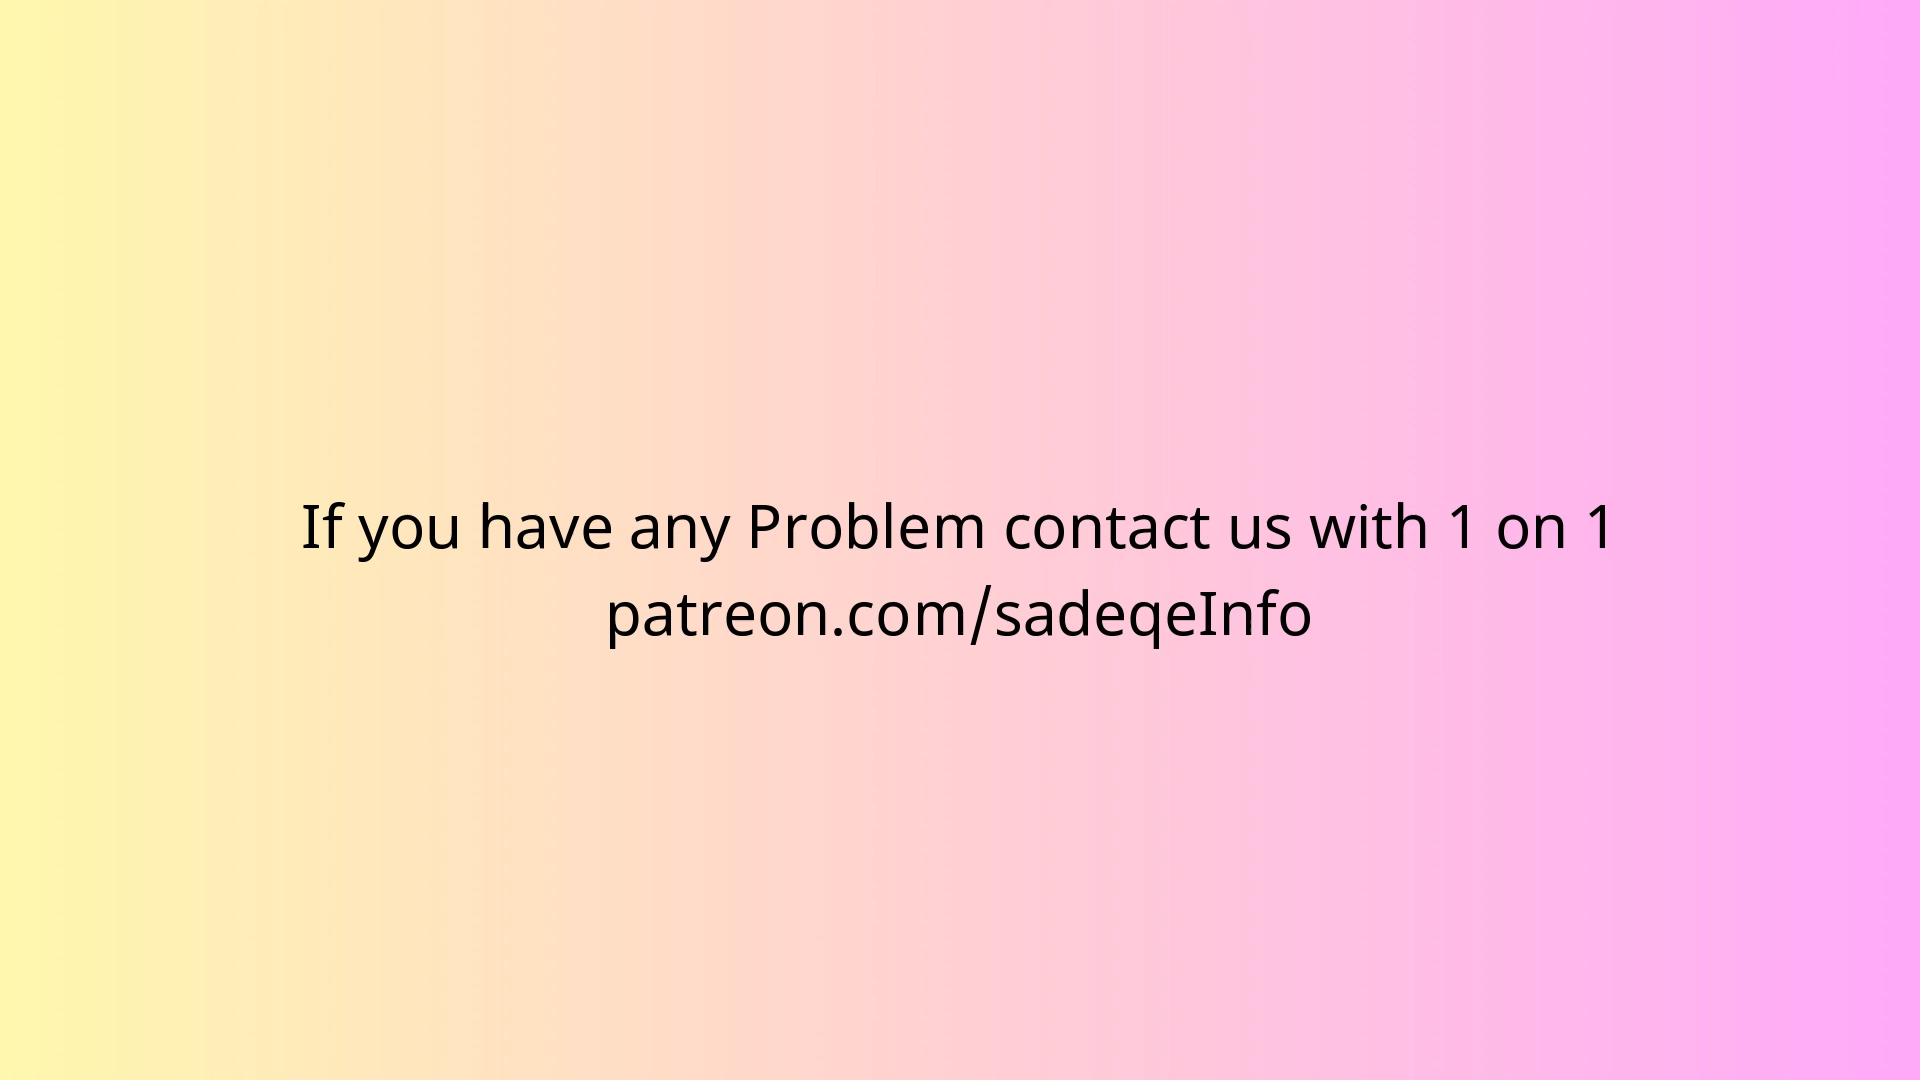 If you have any Problem contact us with 1 on 1
patreon.com/sadeqeInfo